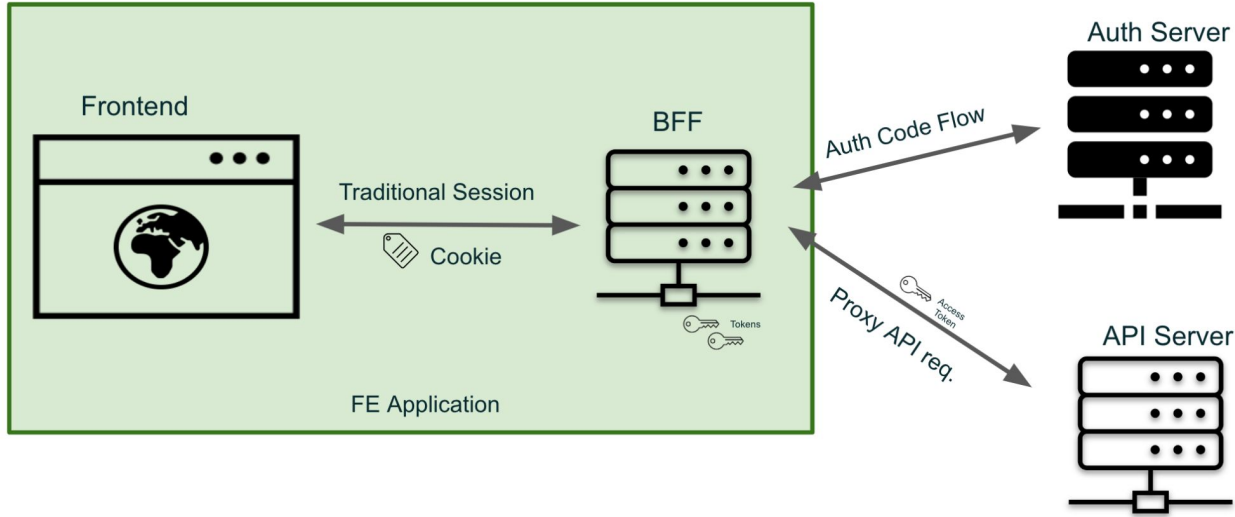 Auth Server
Frontend
BFF
Auth Code Flow
Traditional Session
Cookie
Tokens
Access
Token
Proxy API req.
API Server
FE Application